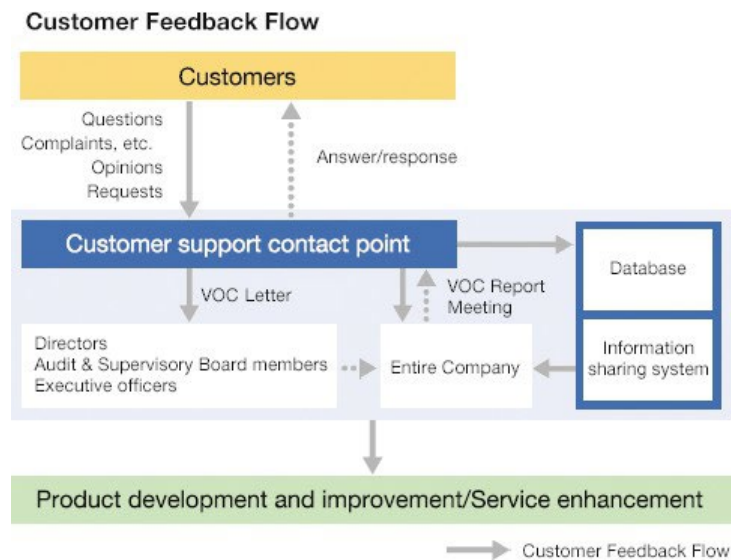 Customer Feedback Flow
Customers
Questions
Complaints, etc.
Opinions
Requests
Answer/response
Customer support contact point
VOC Letter
VOC Report
Meeting
Database
Directors
Audit & Supervisory Board members
Executive officers
Entire Company
Information
sharing system
Product development and improvement/Service enhancement
Customer Feedback Flow